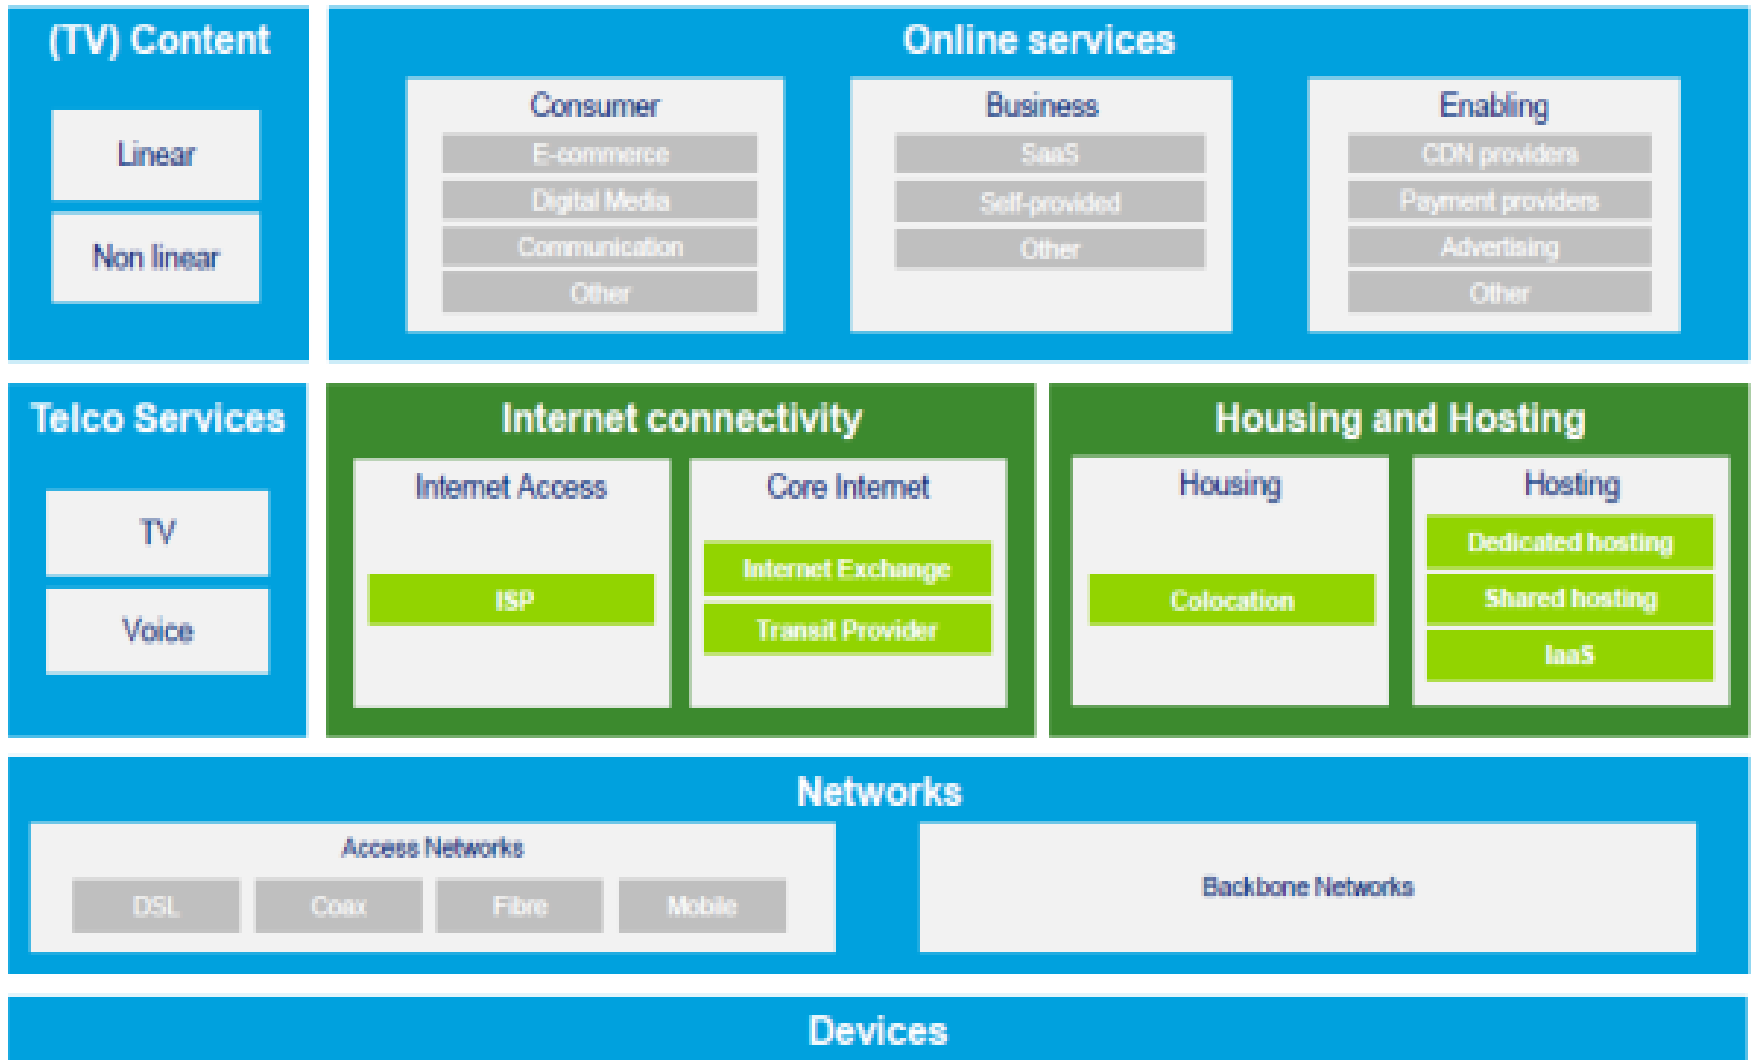 (TV) Content
Linear
Non linear
Online services
Consumer
E-commerce
Digital Media
Communication
Other
Business
SaaS
Self-provided
Other
Enabling
CDN providers
Payment providers
Advertising
Other
Telco Services
TV
Voice
Internet connectivity
Internet Access
ISP
Core Internet
Internet Exchange
Transit Provider
Housing and Hosting
Housing
Colocation
Hosting
Dedicated hosting
Shared hosting
IaaS
Networks
Access Networks
DSL
Coax
Fibre
Mobile
Backbone Networks
Devices